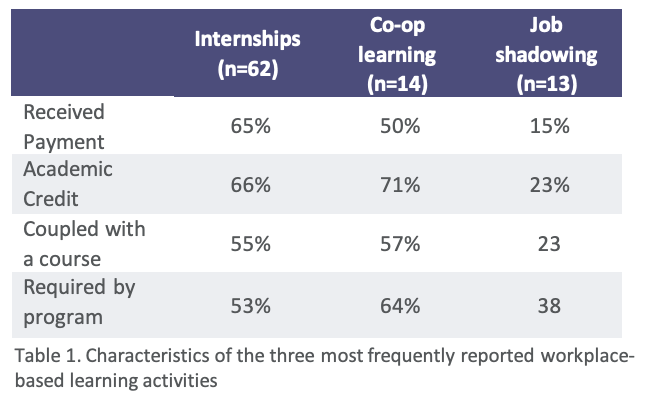 Internships (n=62) Co-op learning (n=14) Job shadowing (n=13)
Received Payment 65% 50% 15%
Academic Credit 66% 71% 23%
Coupled with a course 55% 57% 23
Required by program 53% 64% 38
Table 1. Characteristics of the three most frequently reported workplace-
based learning activities